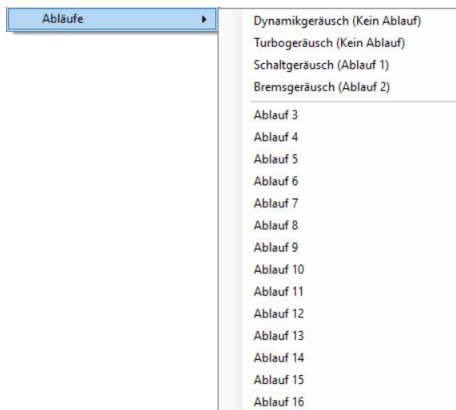 Abläufe
Dynamikgeräusch (Kein Ablauf)
Turbogeräusch (Kein Ablauf)
Schaltgeräusch (Ablauf 1)
Bremsgeräusch (Ablauf 2)
Ablauf 3
Ablauf 4
Ablauf 5
Ablauf 6
Ablauf 7
Ablauf 8
Ablauf 9
Ablauf 10
Ablauf 11
Ablauf 12
Ablauf 13
Ablauf 14
Ablauf 15
Ablauf 16